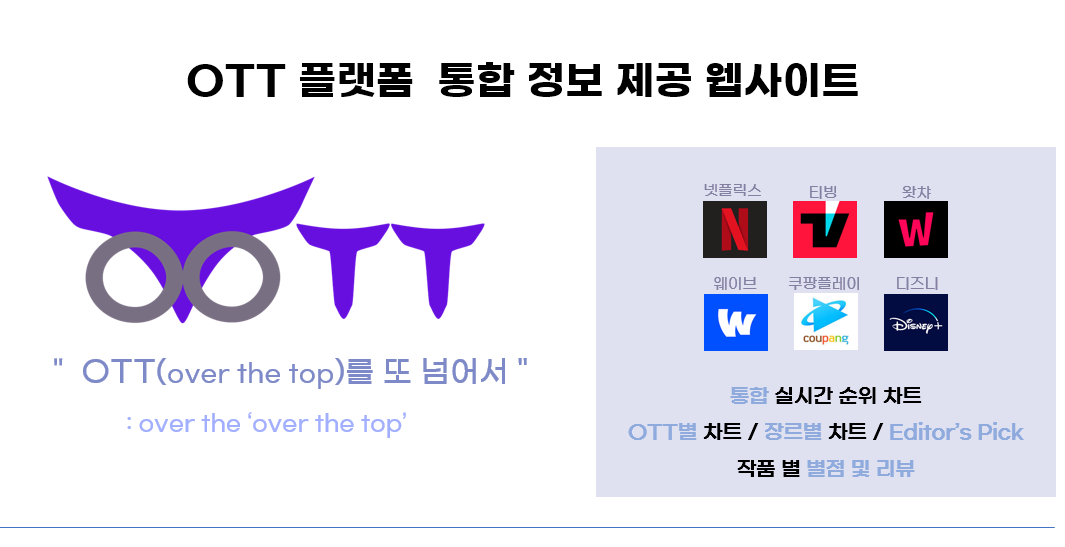 OTT 플랫폼 통합 정보 제공 웹사이트
OOTT
" OTT(over the top)를 또 넘어서 "
: over the ‘over the top’
넷플릭스 티빙 왓챠
N TV W
웨이브 쿠팡플레이 디즈니
W coupang Disney+
통합 실시간 순위 차트
OTT별 차트 / 장르별 차트 / Editor’s Pick
작품 별 별점 및 리뷰